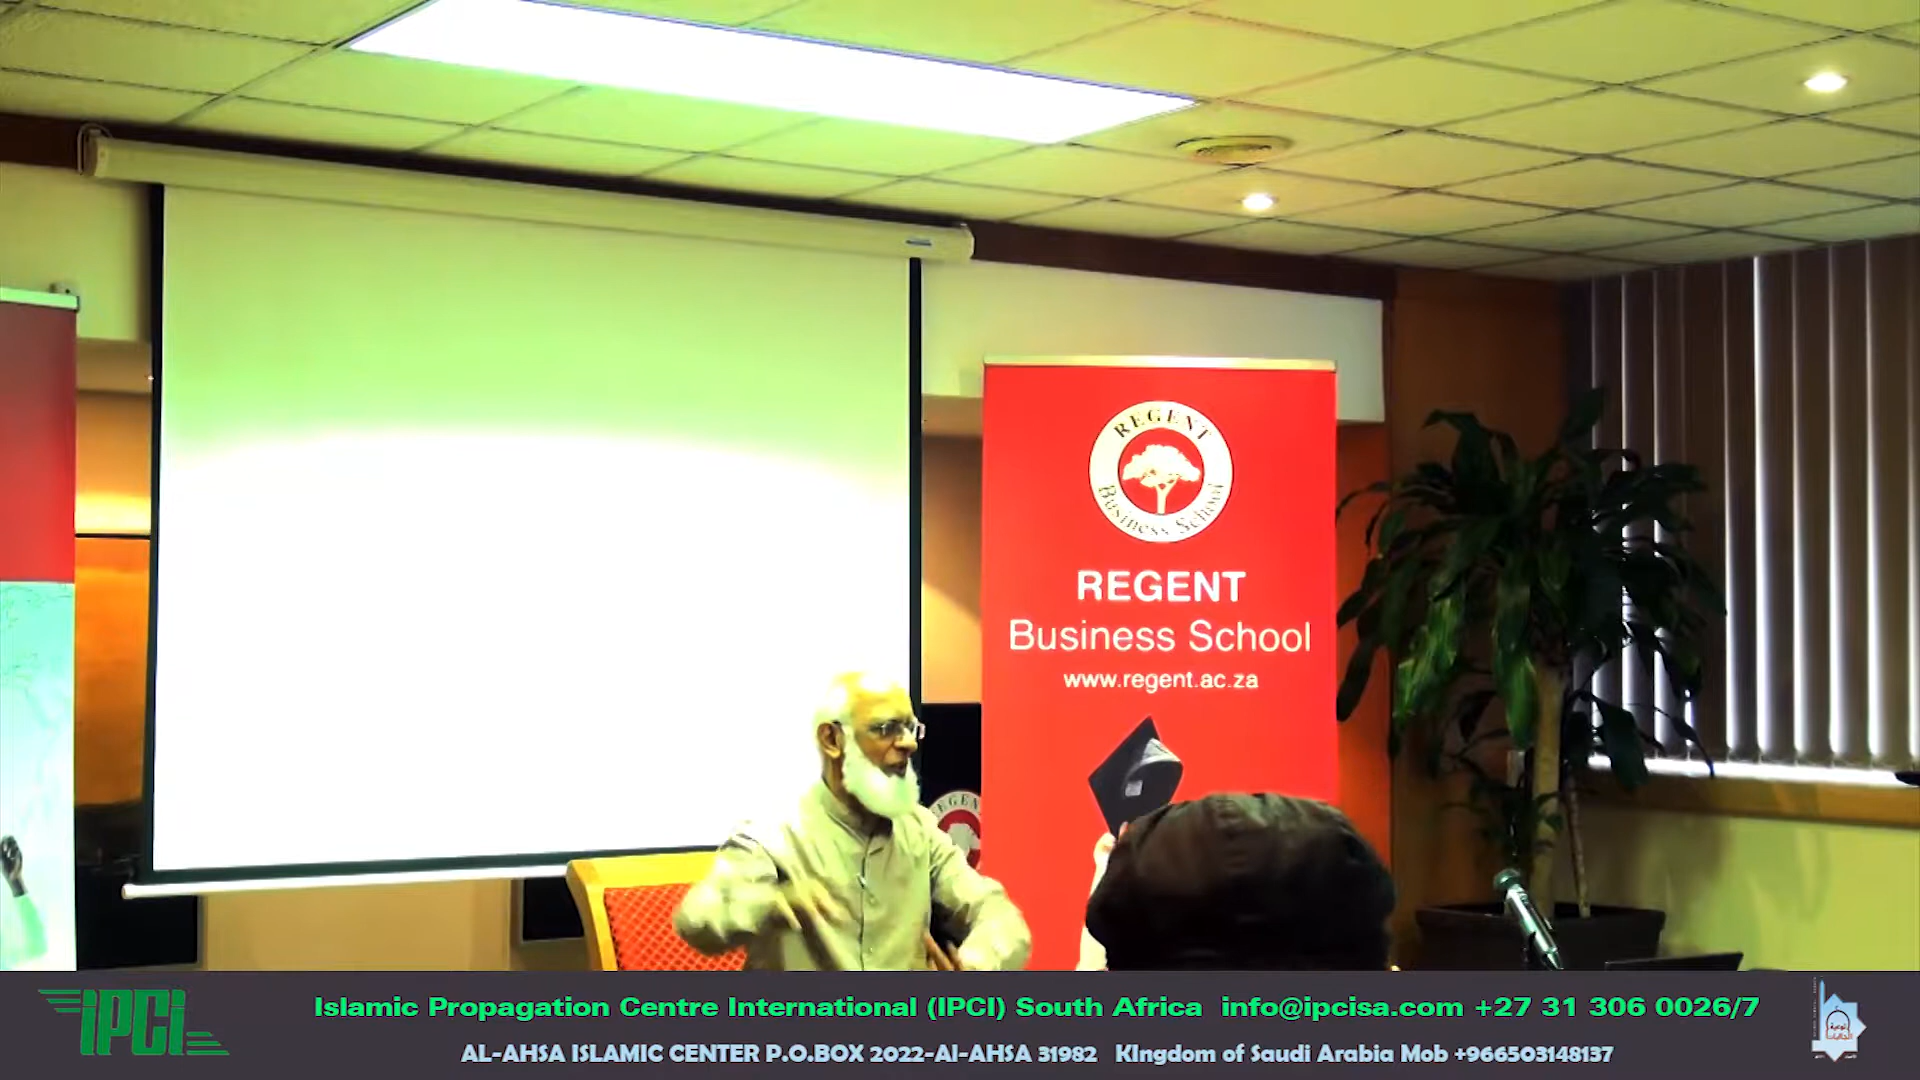 REGENT
Business School
REGENT
Business School
www.regent.ac.za
REGEN
IPCI
Islamic Propagation Centre International (IPCI) South Africa info@ipcisa.com +27 31 306 0026/7
AL-AHSA ISLAMIC CENTER P.O.BOX 2022-Al-AHSA 31982 KIngdom of Saudi Arabia Mob +966503148137